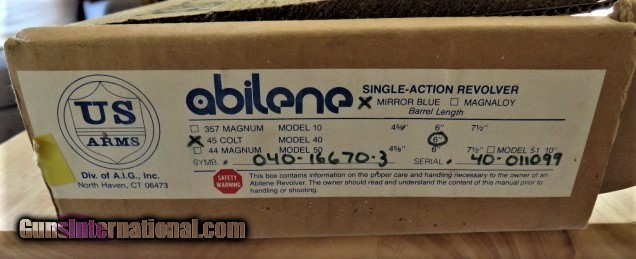 US
ARMS
Div. of A.I.G., Inc.
North Haven, CT 06473
abilene SINGLE-ACTION REVOLVER
X MIRROR BLUE □ MAGNALOY
Barrel Length
□ 357 MAGNUM MODEL 10 4⅝" 6" 7½"
X 45 COLT MODEL 40 6"
□ 44 MAGNUM MODEL 50 4⅝" 6" 7½" □ MODEL 51 10"
SYMB. # 040-16670-3 SERIAL # 40-011099
SAFETY
WARNING
This box contains information on the proper care and handling necessary to the owner of an
Abilene Revolver. The owner should read and understand the content of this manual prior to
handling or shooting.
GunsInternational.com